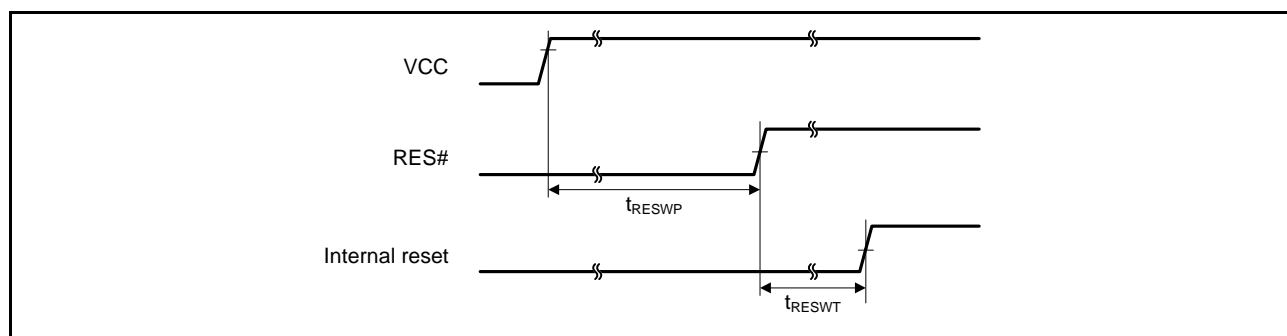 VCC
RES#
tRESWP
Internal reset
tRESWT